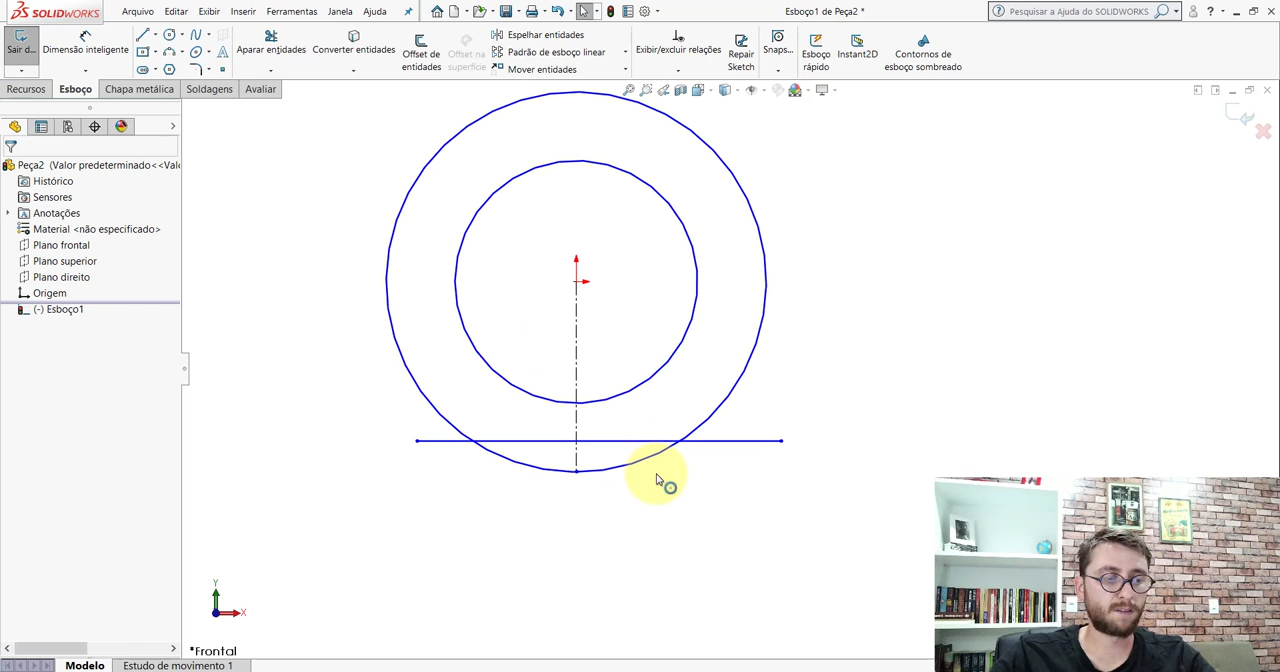 SOLIDWORKS
Arquivo Editar Exibir Inserir Ferramentas Janela Ajuda
Esboço1 de Peça2 *
Pesquisar a Ajuda do SOLIDWORKS
?
Sair d...
Dimensão inteligente
Aparar entidades
Converter entidades
Offset de
entidades
Offset na
superfície
Espelhar entidades
Padrão de esboço linear
Mover entidades
Exibir/excluir relações
Repair
Sketch
Snaps...
Esboço
rápido
Instant2D
Contornos de
esboço sombreado
Recursos Esboço Chapa metálica Soldagens Avaliar
Peça2 (Valor predeterminado<<Valo
Histórico
Sensores
Anotações
Material <não especificado>
Plano frontal
Plano superior
Plano direito
Origem
(-) Esboço1
Y
X
*Frontal
Modelo Estudo de movimento 1